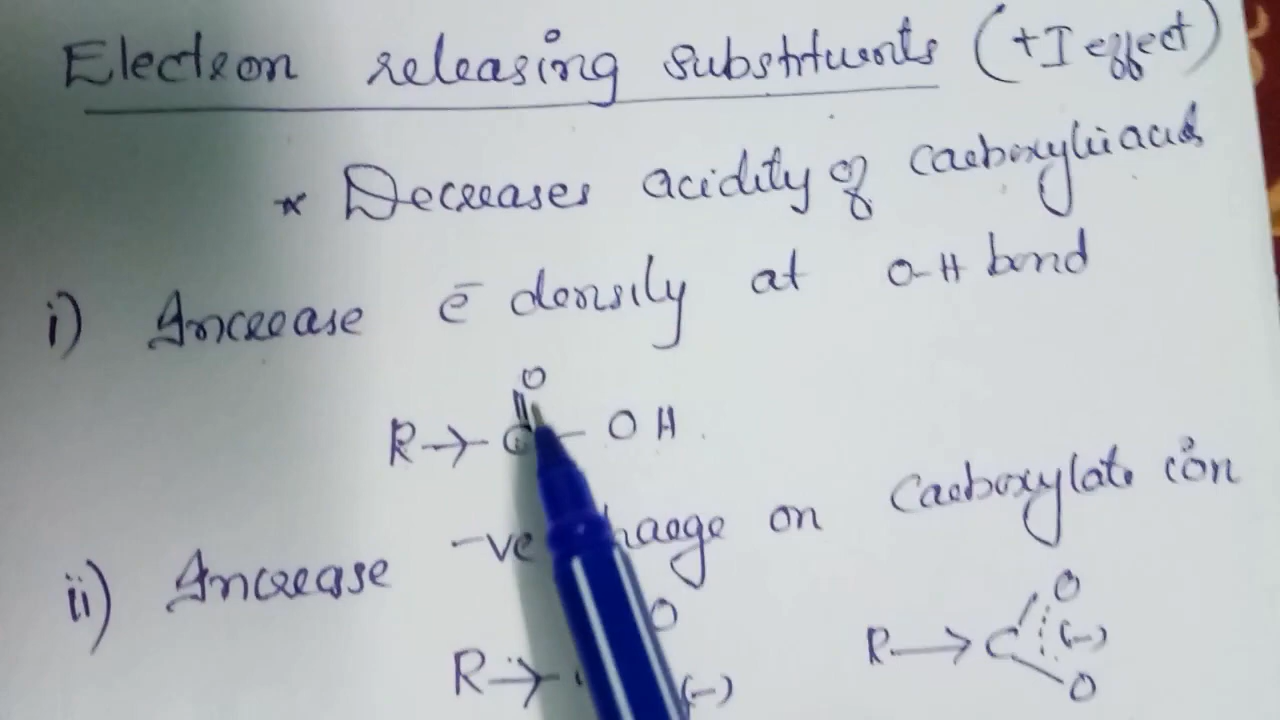 Electron releasing substituents (+I effect)
* Decreases acidity of carboxylic acids
i) Increase e̅ density at O-H bond
O
R → C - OH
ii) Increase -ve charge on Carboxylate ion
O
R → (-)
O
R → C (-)
O